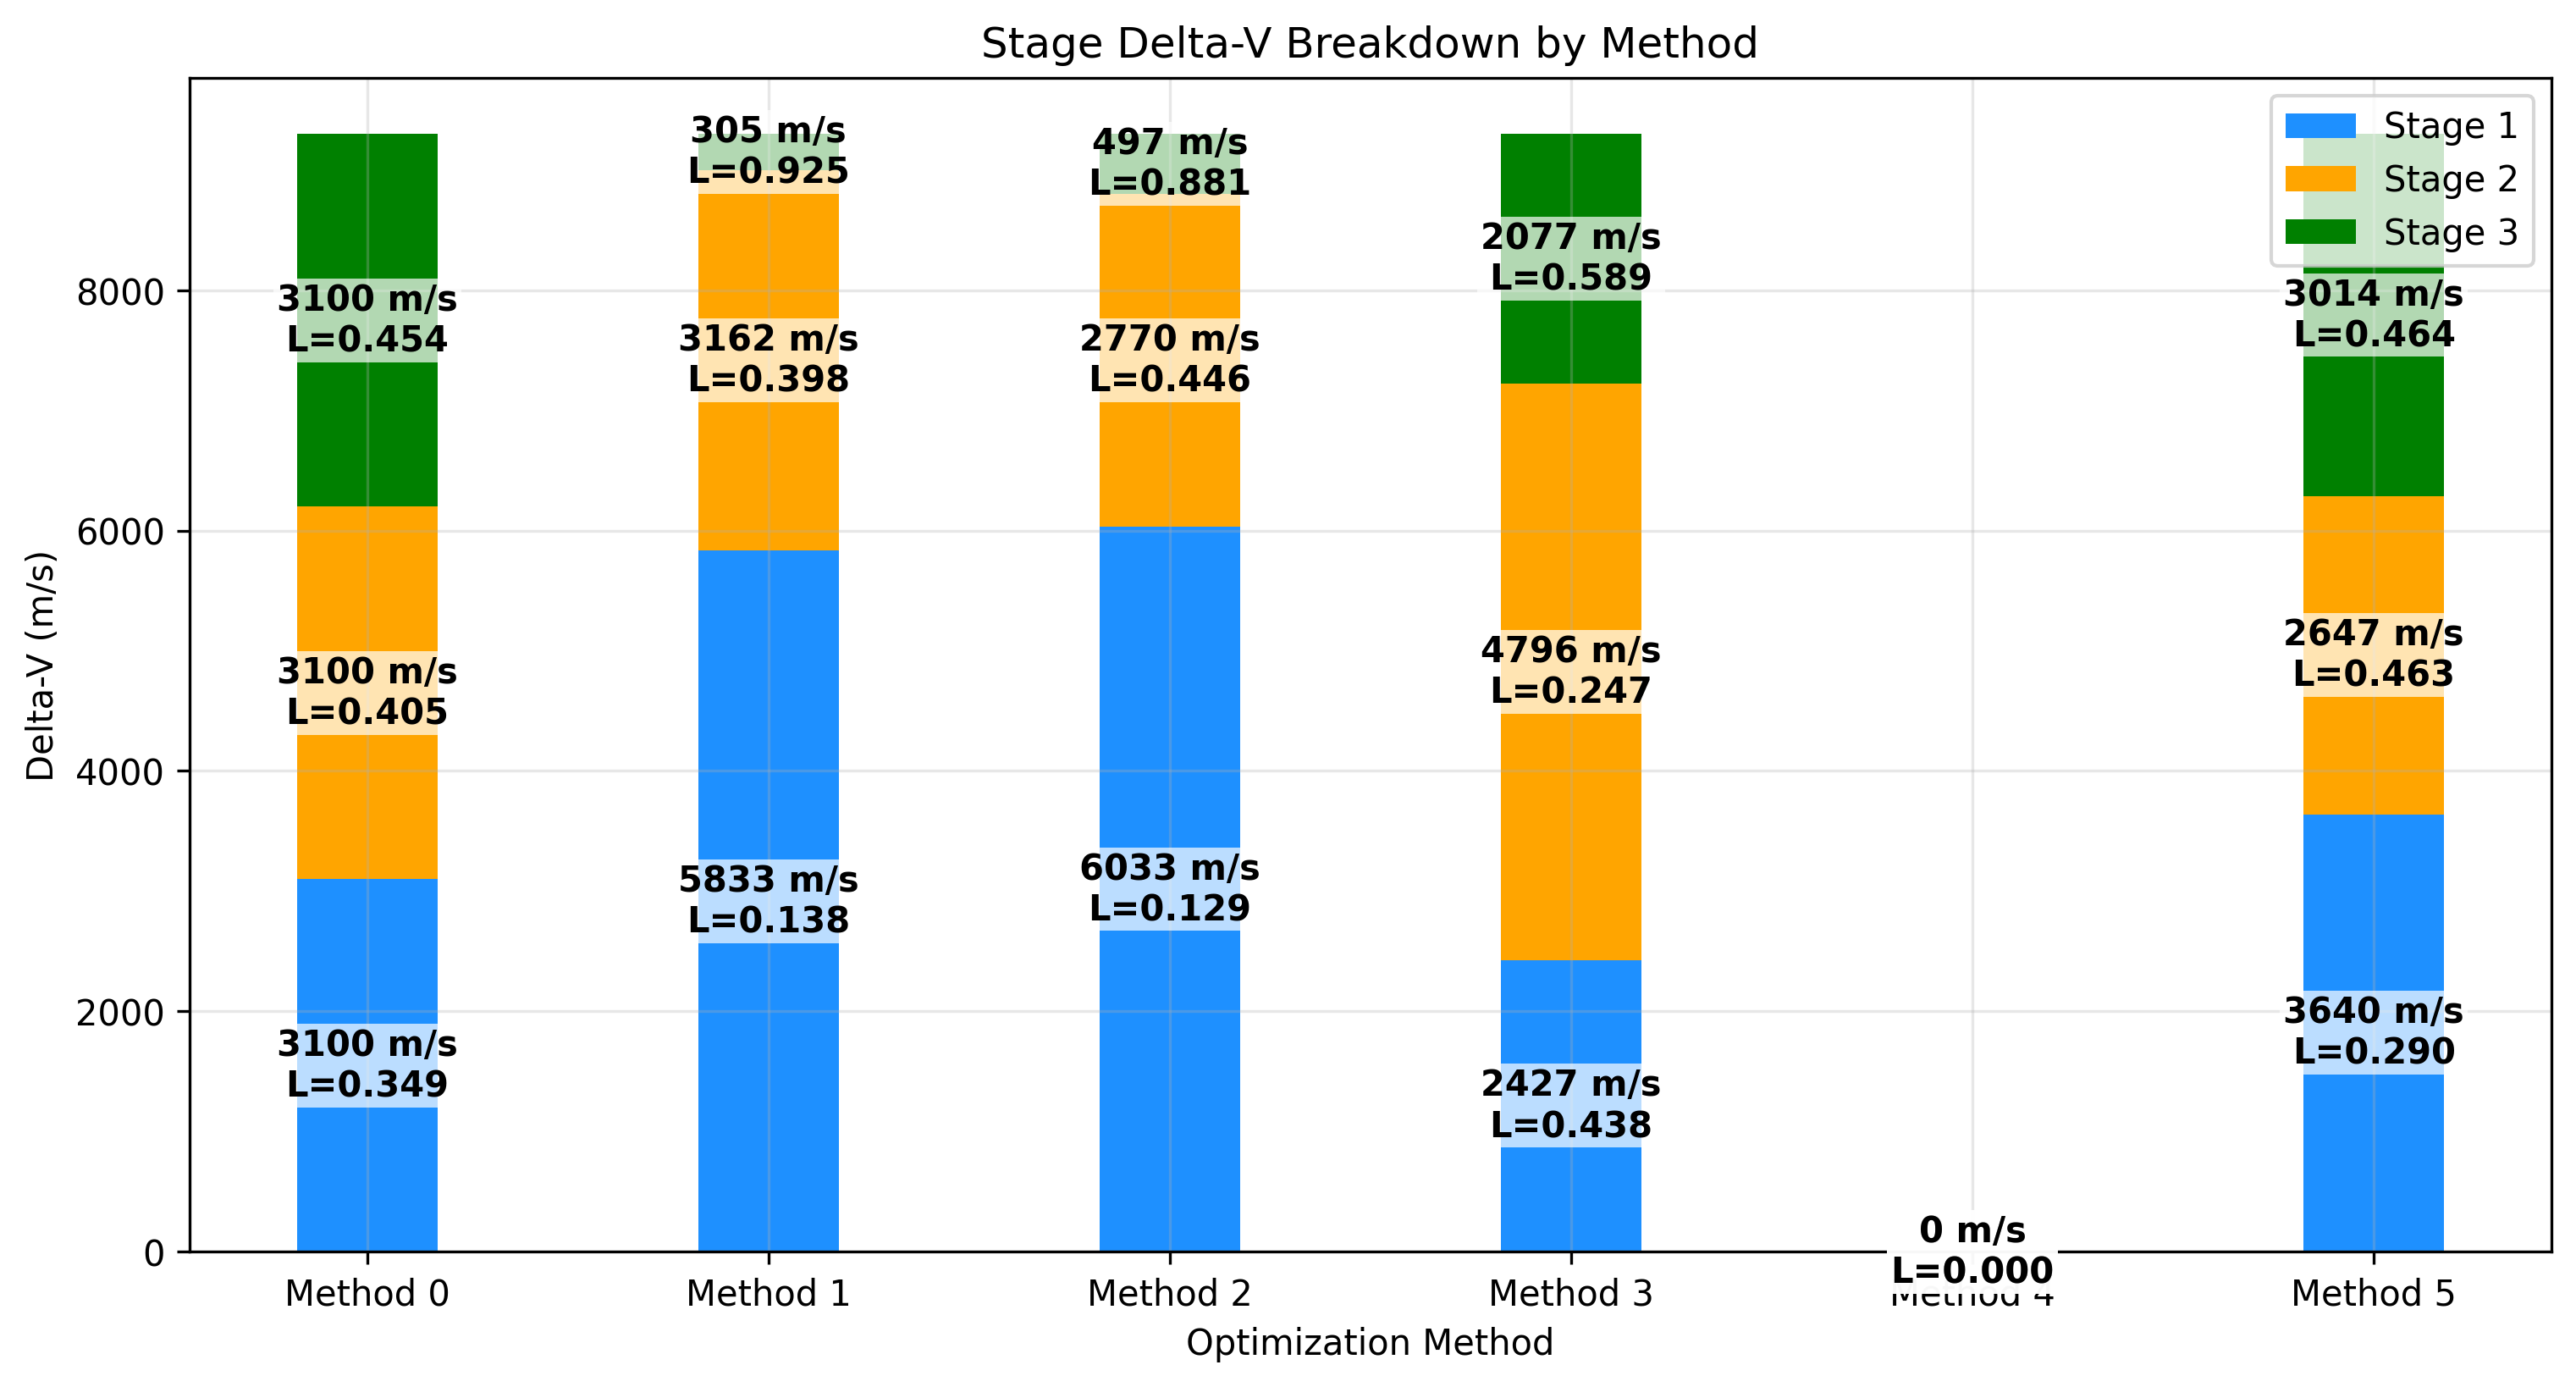 Stage Delta-V Breakdown by Method
Stage 1
Stage 2
Stage 3
Delta-V (m/s)
8000
6000
4000
2000
0
3100 m/s
L=0.454
3100 m/s
L=0.405
3100 m/s
L=0.349
305 m/s
L=0.925
3162 m/s
L=0.398
5833 m/s
L=0.138
497 m/s
L=0.881
2770 m/s
L=0.446
6033 m/s
L=0.129
2077 m/s
L=0.589
4796 m/s
L=0.247
2427 m/s
L=0.438
0 m/s
L=0.000
3014 m/s
L=0.464
2647 m/s
L=0.463
3640 m/s
L=0.290
Method 0
Method 1
Method 2
Method 3
Method 4
Method 5
Optimization Method